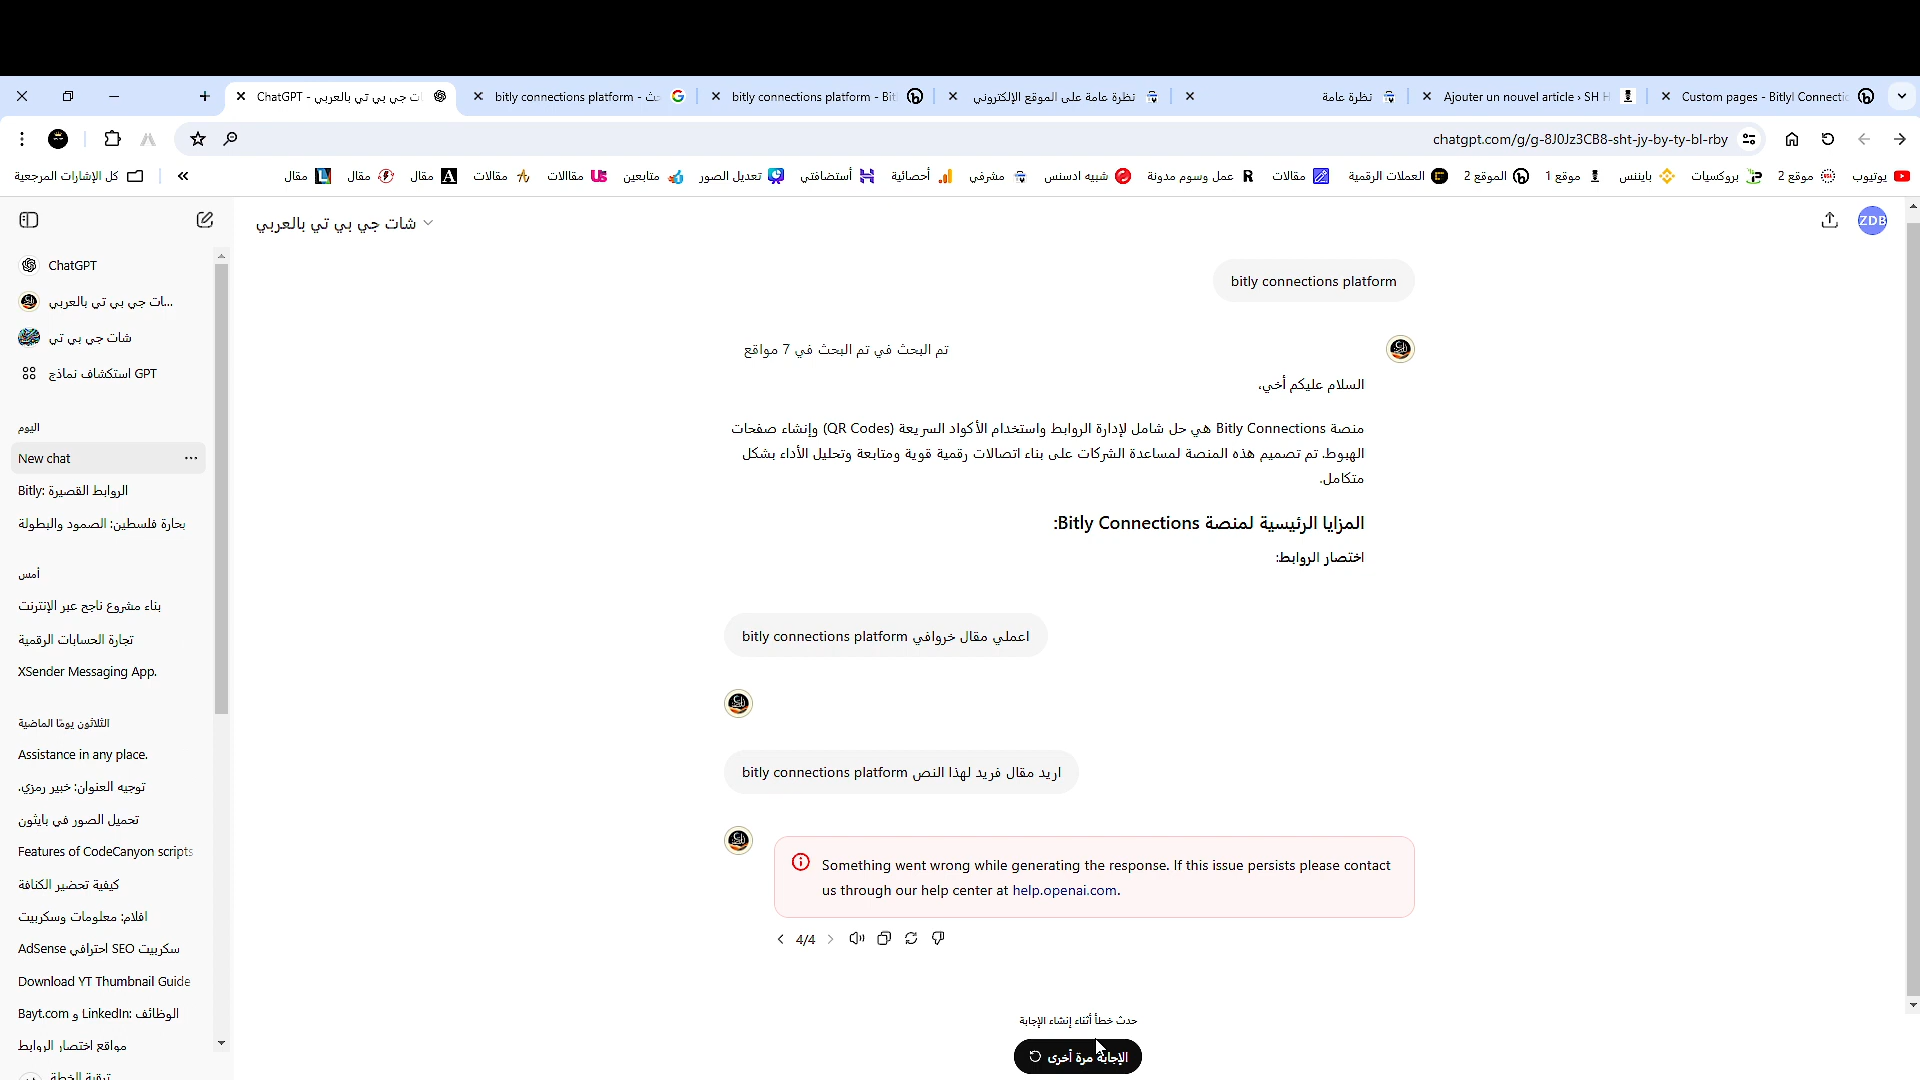 ChatGPT - شات جي بي تي بالعربي
bitly connections platform - بحث
bitly connections platform - Bit
نظرة عامة على الموقع الإلكتروني
نظرة عامة
Ajouter un nouvel article › SH H
Custom pages - Bitlyl Connectic
chatgpt.com/g/g-8J0Jz3CB8-sht-jy-by-ty-bl-rby
يوتيوب
موقع 2
بروكسيات
بايننس
موقع 1
الموقع 2
العملات الرقمية
مقالات
عمل وسوم مدونة
شبيه ادسنس
مشرفي
أحصائية
أستضافتي
تعديل الصور
متابعين
مقاالات
مقالات
مقال
مقال
مقال
كل الإشارات المرجعية
شات جي بي تي بالعربي
ZDB
ChatGPT
...ات جي بي تي بالعربي
شات جي بي تي
استكشاف نماذج GPT
اليوم
New chat
Bitly: الروابط القصيرة
بحارة فلسطين: الصمود والبطولة
أمس
بناء مشروع ناجح عبر الإنترنت
تجارة الحسابات الرقمية
XSender Messaging App.
الثلاثون يومًا الماضية
Assistance in any place.
توجيه العنوان: خبير رمزي.
تحميل الصور في بايثون
Features of CodeCanyon scripts
كيفية تحضير الكنافة
افلام: معلومات وسكريبت
سكريبت SEO احترافي AdSense
Download YT Thumbnail Guide
الوظائف: LinkedIn و Bayt.com
مواقع اختصار الروابط
ترقية الخطة
bitly connections platform
تم البحث في تم البحث في 7 مواقع
السلام عليكم أخي،
منصة Bitly Connections هي حل شامل لإدارة الروابط واستخدام الأكواد السريعة (QR Codes) وإنشاء صفحات
الهبوط. تم تصميم هذه المنصة لمساعدة الشركات على بناء اتصالات رقمية قوية ومتابعة وتحليل الأداء بشكل
متكامل.
المزايا الرئيسية لمنصة Bitly Connections:
اختصار الروابط:
اعملي مقال خروافي bitly connections platform
اريد مقال فريد لهذا النص bitly connections platform
Something went wrong while generating the response. If this issue persists please contact
us through our help center at help.openai.com.
4/4
حدث خطأ أثناء إنشاء الإجابة
الإجابة مرة أخرى